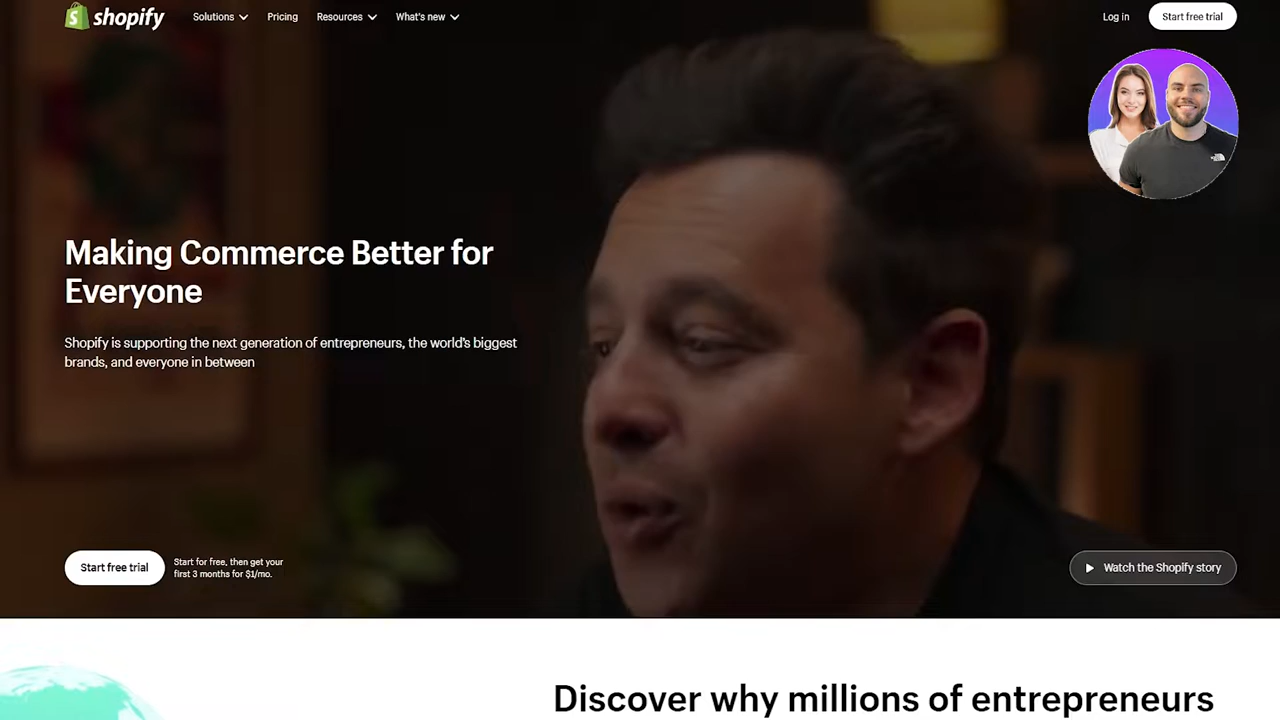 shopify
Solutions
Pricing
Resources
What's new
Log in
Start free trial
Making Commerce Better for
Everyone
Shopify is supporting the next generation of entrepreneurs, the world's biggest
brands, and everyone in between
Start free trial
Start for free, then get your
first 3 months for $1/mo.
Watch the Shopify story
Discover why millions of entrepreneurs